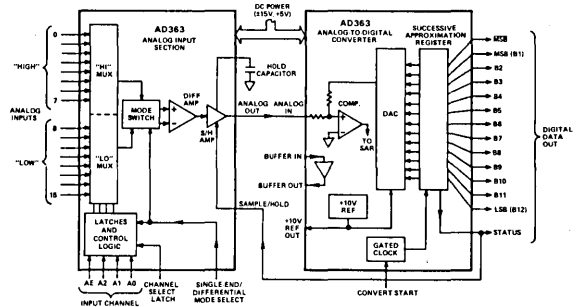 AD363
ANALOG INPUT
SECTION
DC POWER
(±15V, +5V)
AD363
ANALOG TO DIGITAL
CONVERTER
SUCCESSIVE
APPROXIMATION
REGISTER
0
"HIGH"
7
ANALOG
INPUTS
8
"LOW"
15
"HI"
MUX
"LO"
MUX
MODE
SWITCH
DIFF
AMP
+
−
HOLD
CAPACITOR
S/H
AMP
ANALOG
OUT
ANALOG
IN
COMP.
−
+
TO
SAR
DAC
BUFFER IN
BUFFER OUT
SAMPLE/HOLD
+10V
REF
+10V
REF
OUT
GATED
CLOCK
CONVERT START
LATCHES
AND
CONTROL
LOGIC
AE A2 A1 A0
INPUT CHANNEL
CHANNEL
SELECT
LATCH
SINGLE END/
DIFFERENTIAL
MODE SELECT
MSB
MSB (B1)
B2
B3
B4
B5
B6
B7
B8
B9
B10
B11
LSB (B12)
STATUS
DIGITAL
DATA
OUT